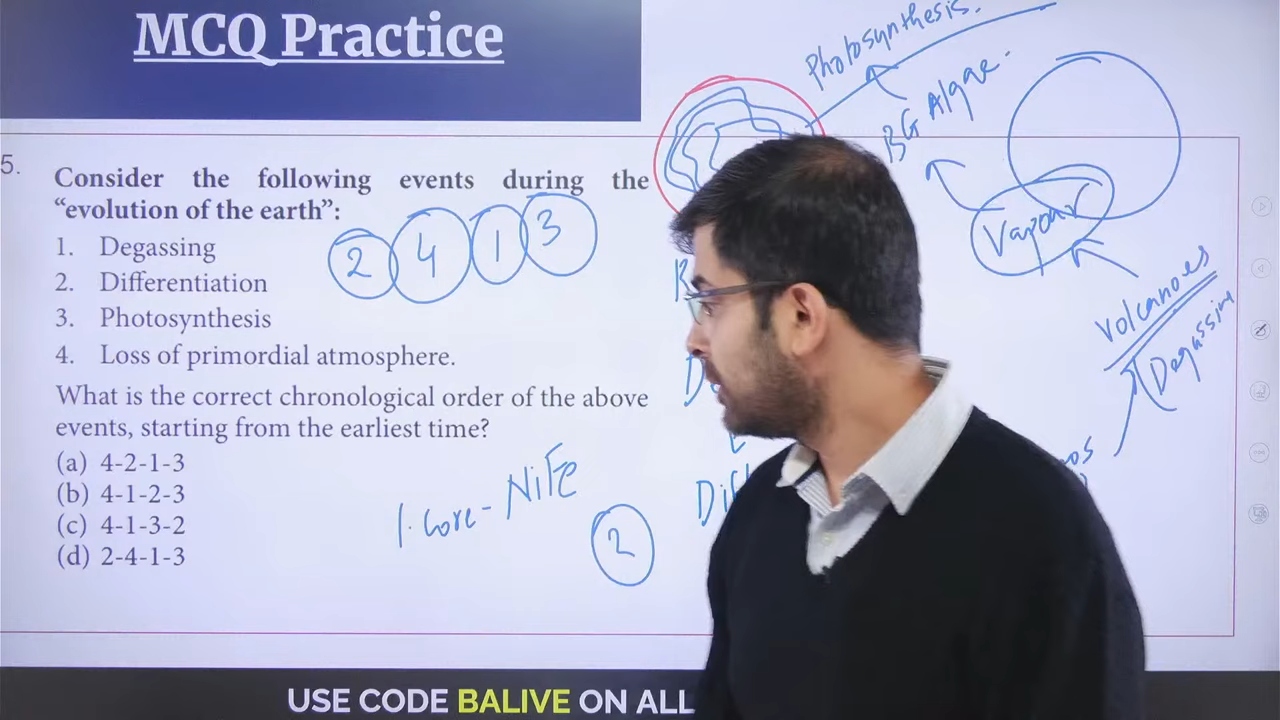 MCQ Practice
5.
Consider the following events during the
“evolution of the earth”:
1. Degassing
2. Differentiation
3. Photosynthesis
4. Loss of primordial atmosphere.
2 4 1 3
What is the correct chronological order of the above
events, starting from the earliest time?
(a) 4-2-1-3
(b) 4-1-2-3
(c) 4-1-3-2
(d) 2-4-1-3
1. Core - NiFe
2
Photosynthesis.
BG Algae.
Vapour
Volcanoes
Degassin
USE CODE BALIVE ON ALL